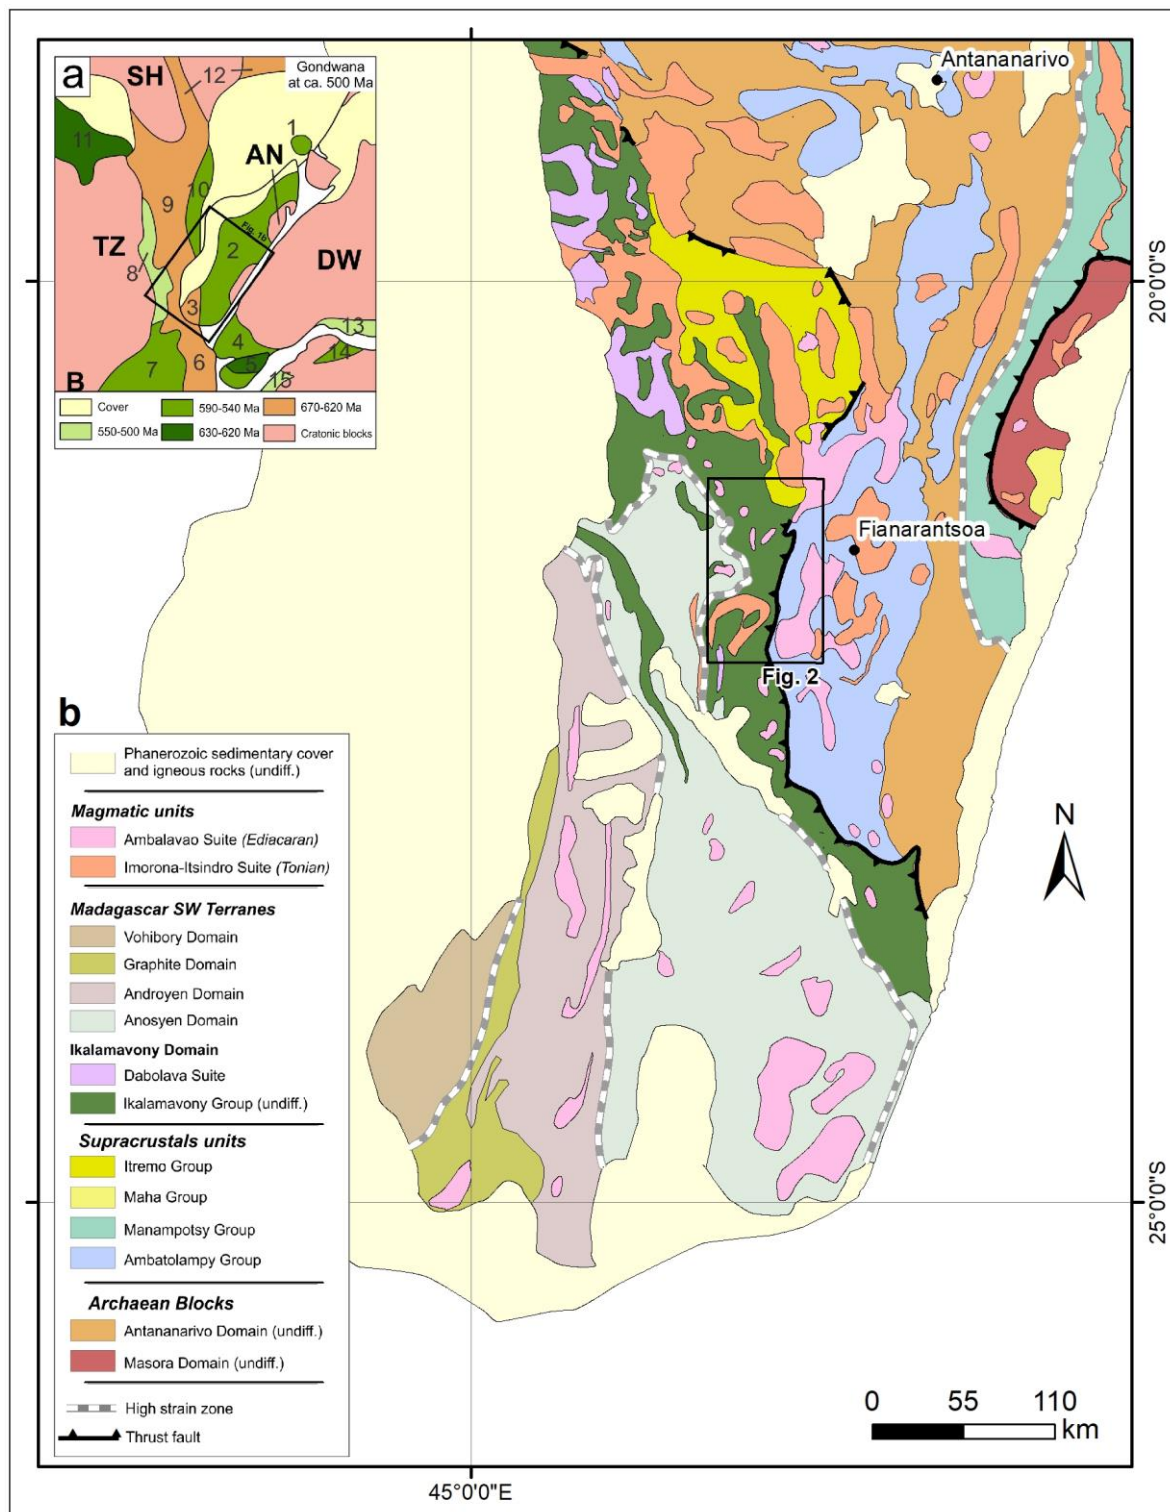 a
SH
12
Gondwana
at ca. 500 Ma
11
1
AN
10
9
Fig. 1b
TZ
2
8
DW
3
13
4
6
14
7
5
15
B
Cover
590-540 Ma
670-620 Ma
550-500 Ma
630-620 Ma
Cratonic blocks
Antananarivo
20°0'0"S
Fianarantsoa
Fig. 2
b
Phanerozoic sedimentary cover
and igneous rocks (undiff.)
Magmatic units
Ambalavao Suite (Ediacaran)
Imorona-Itsindro Suite (Tonian)
Madagascar SW Terranes
Vohibory Domain
Graphite Domain
Androyen Domain
Anosyen Domain
Ikalamavony Domain
Dabolava Suite
Ikalamavony Group (undiff.)
Supracrustals units
Itremo Group
Maha Group
Manampotsy Group
Ambatolampy Group
Archaean Blocks
Antananarivo Domain (undiff.)
Masora Domain (undiff.)
High strain zone
Thrust fault
N
25°0'0"S
0 55 110
km
45°0'0"E